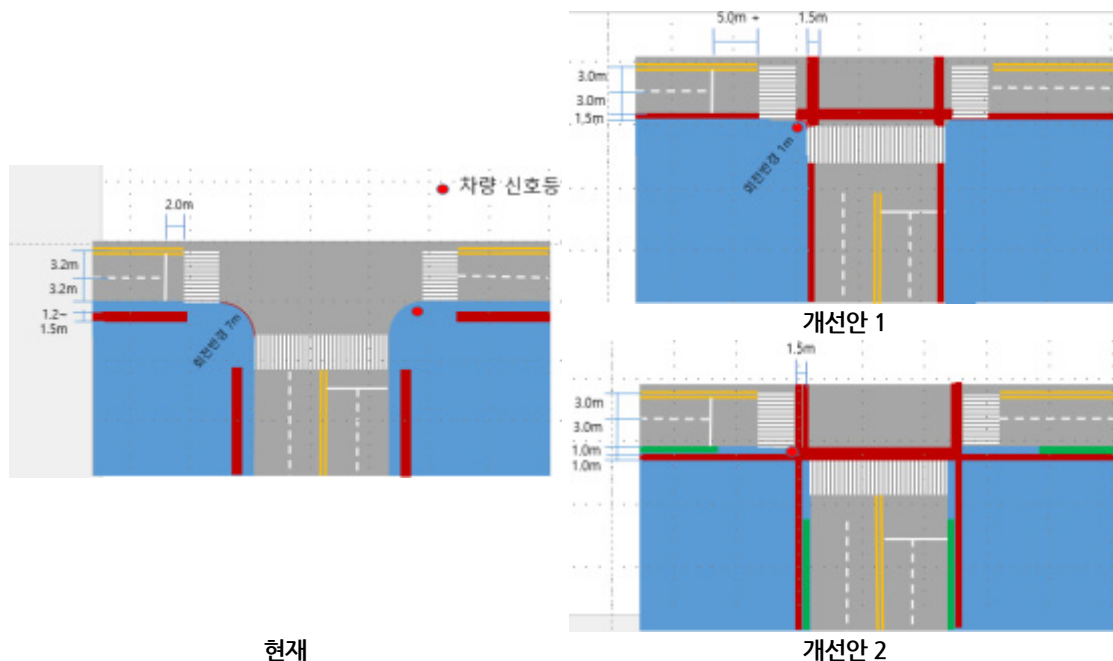 2.0m
차량 신호등
3.2m
3.2m
1.2~
1.5m
회전반경 7m
현재
5.0m +
1.5m
3.0m
3.0m
1.5m
회전반경 1m
개선안 1
1.5m
3.0m
3.0m
1.0m
1.0m
개선안 2